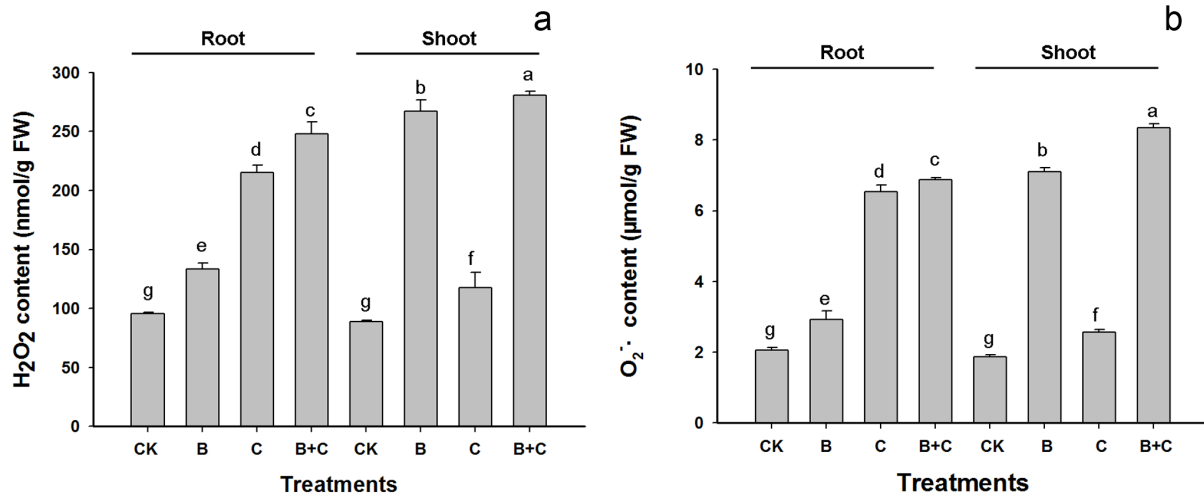 a
Root Shoot
H2O2 content (nmol/g FW)
300
250
200
150
100
50
0
g
e
d
c
g
b
f
a
CK B C B+C CK B C B+C
Treatments
b
Root Shoot
O2-· content (µmol/g FW)
10
8
6
4
2
0
g
e
d
c
g
b
f
a
CK B C B+C CK B C B+C
Treatments